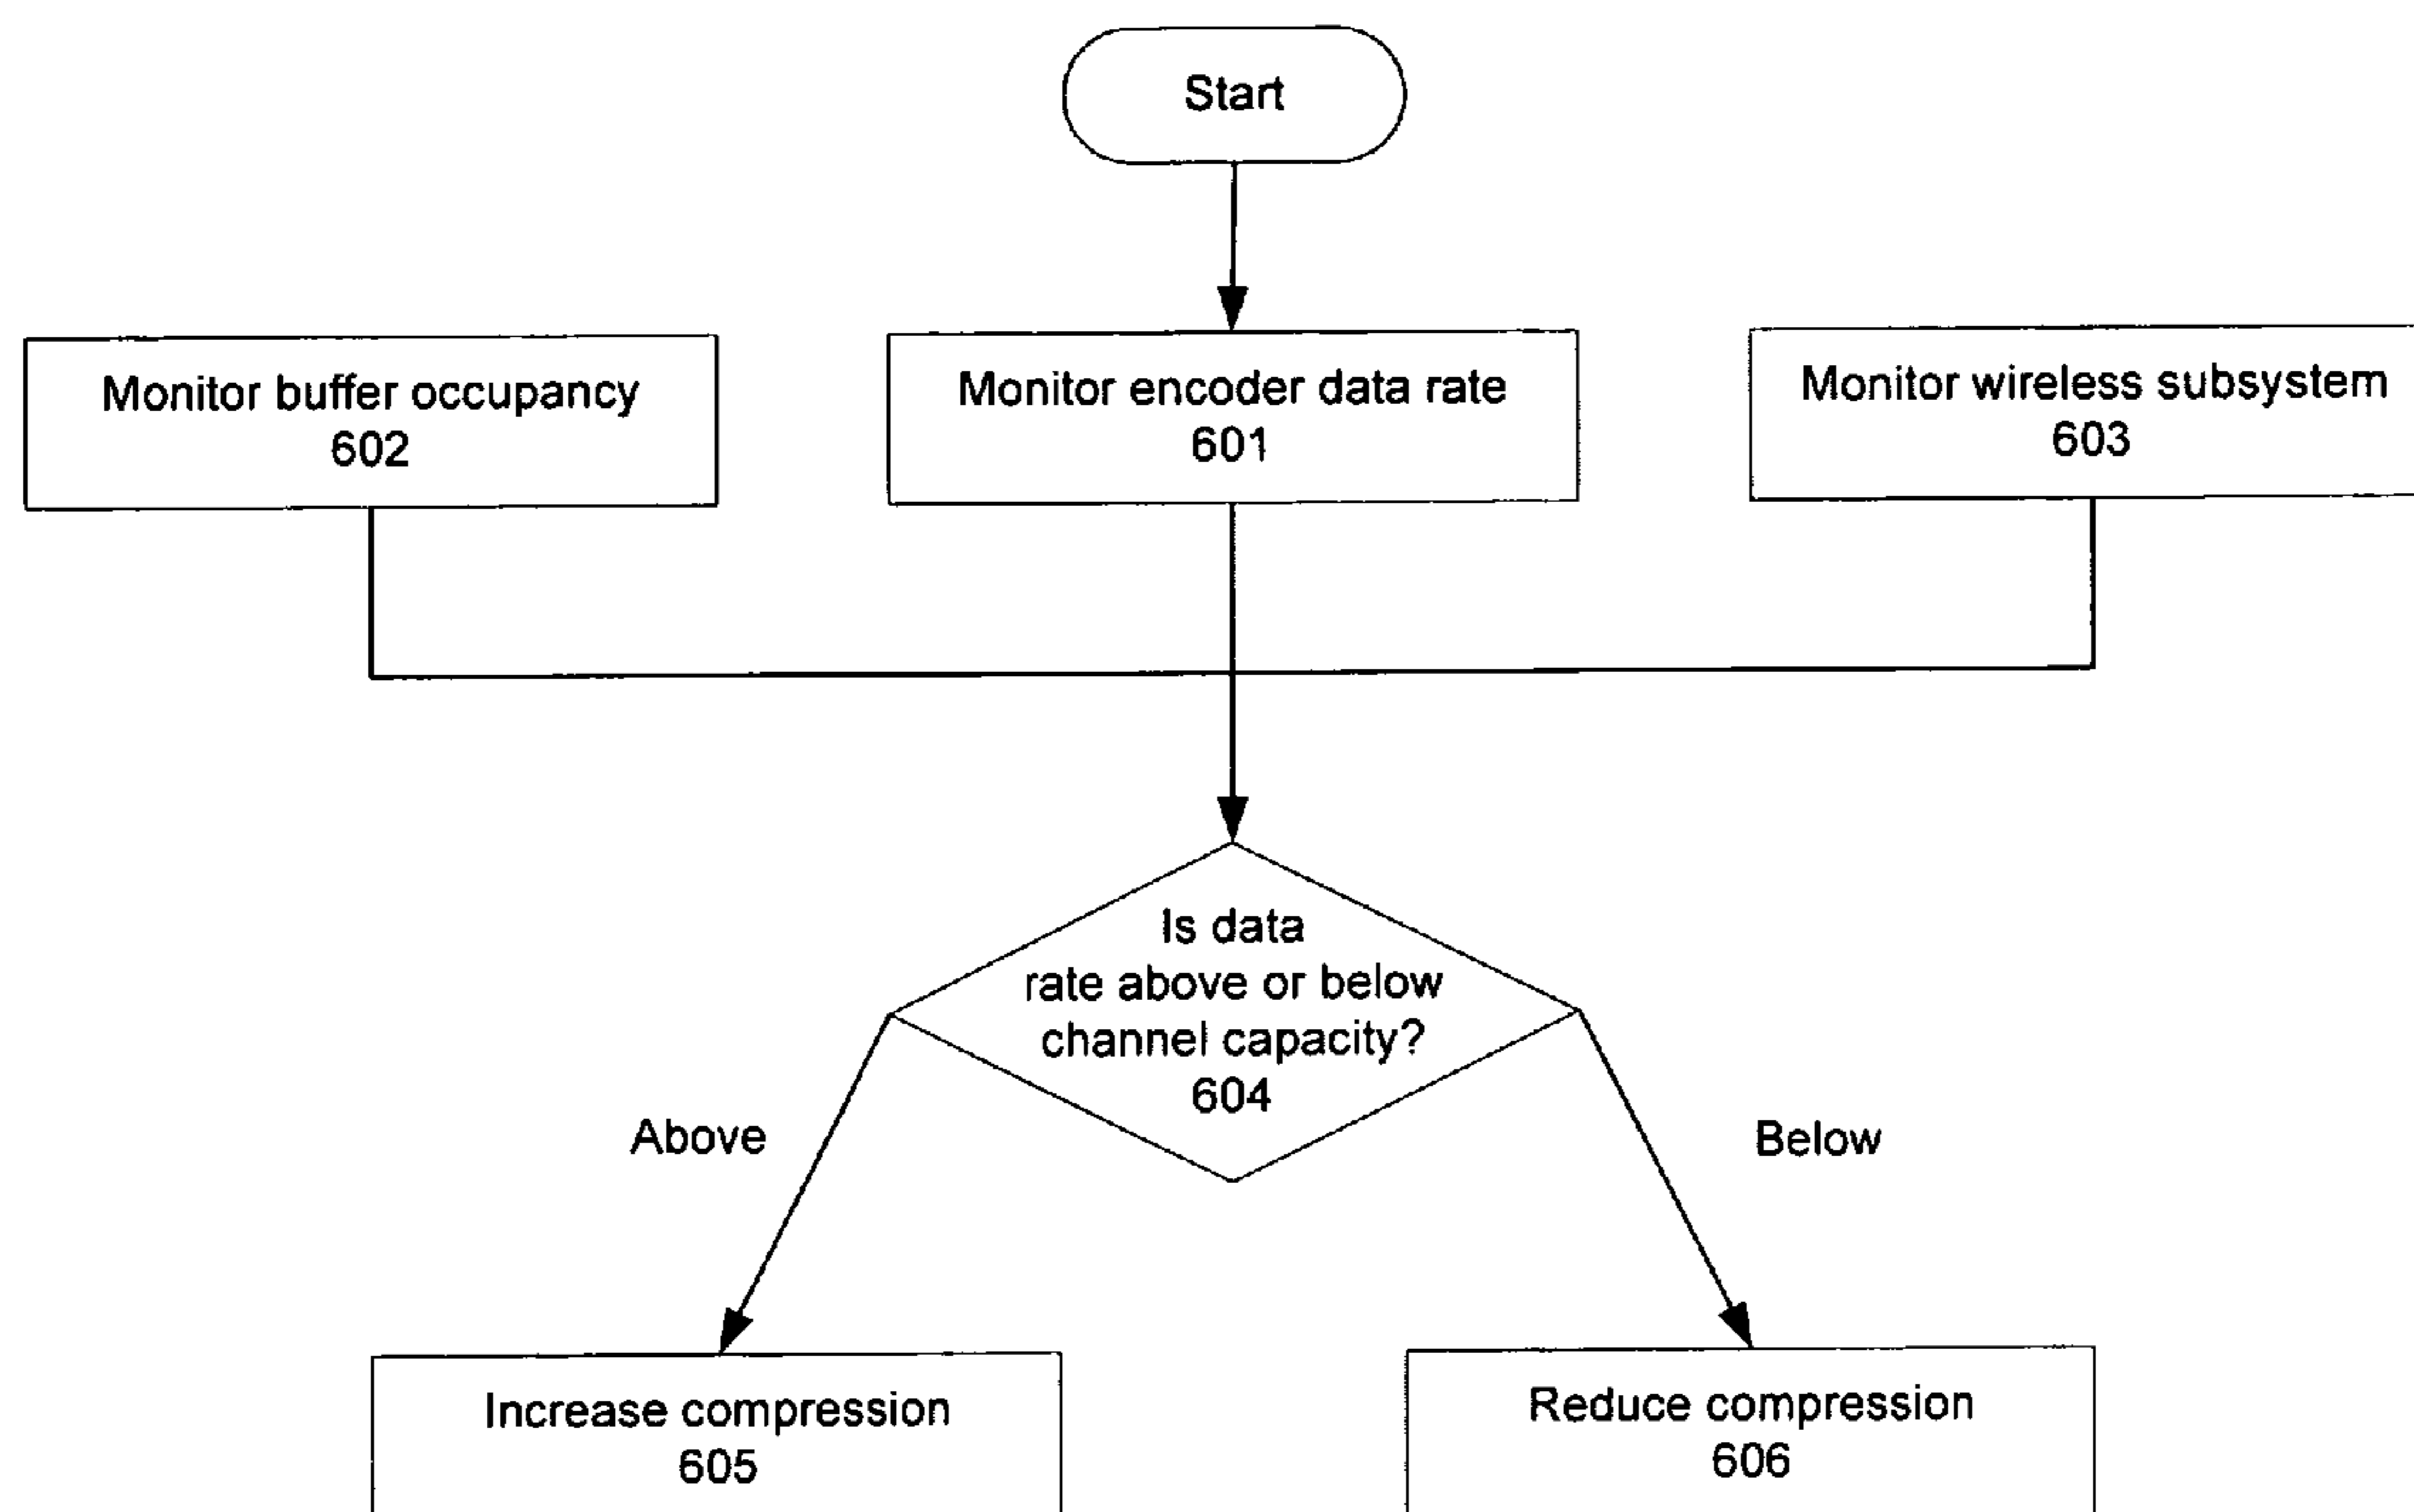 Start
Monitor buffer occupancy
602
Monitor encoder data rate
601
Monitor wireless subsystem
603
Is data
rate above or below
channel capacity?
604
Above
Below
Increase compression
605
Reduce compression
606